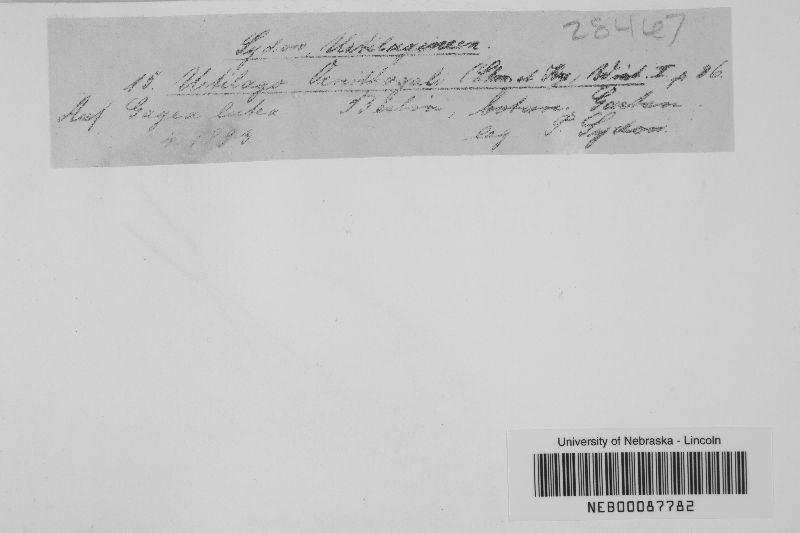 28467
Sydow, Ustilagineen.
15. Ustilago Ornithogali (Schm. et Kze), Wint. I. p 86.
Auf Gagea lutea Berlin, botan. Garten.
4. 1893 leg P. Sydow.
University of Nebraska - Lincoln
NEB00087782